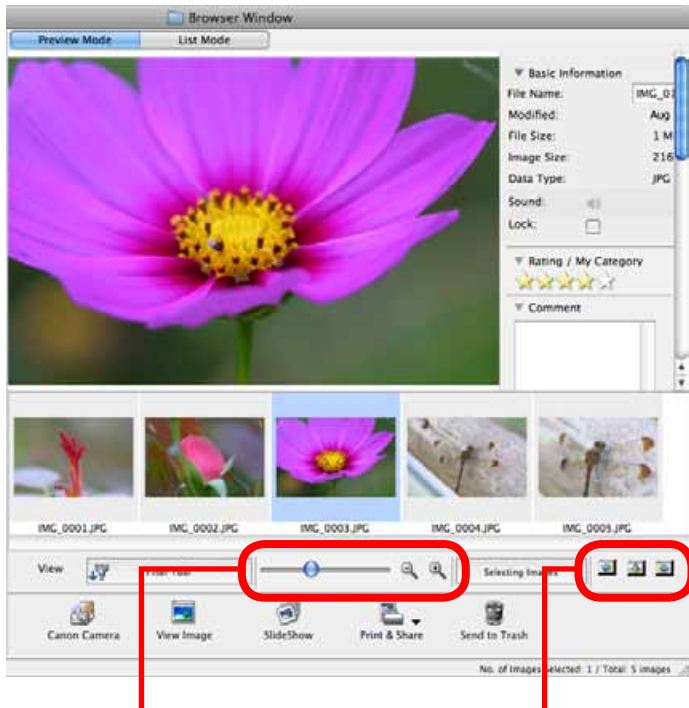 Browser Window
Preview Mode
List Mode
Basic Information
File Name: IMG_01
Modified: Aug
File Size: 1 M
Image Size: 216
Data Type: JPG
Sound:
Lock:
Rating / My Category
Comment
IMG_0001.JPG
IMG_0002.JPG
IMG_0003.JPG
IMG_0004.JPG
IMG_0005.JPG
View
Filter Tool
Selecting Images
Canon Camera
View Image
SlideShow
Print & Share
Send to Trash
No. of Images Selected: 1 / Total: 5 images